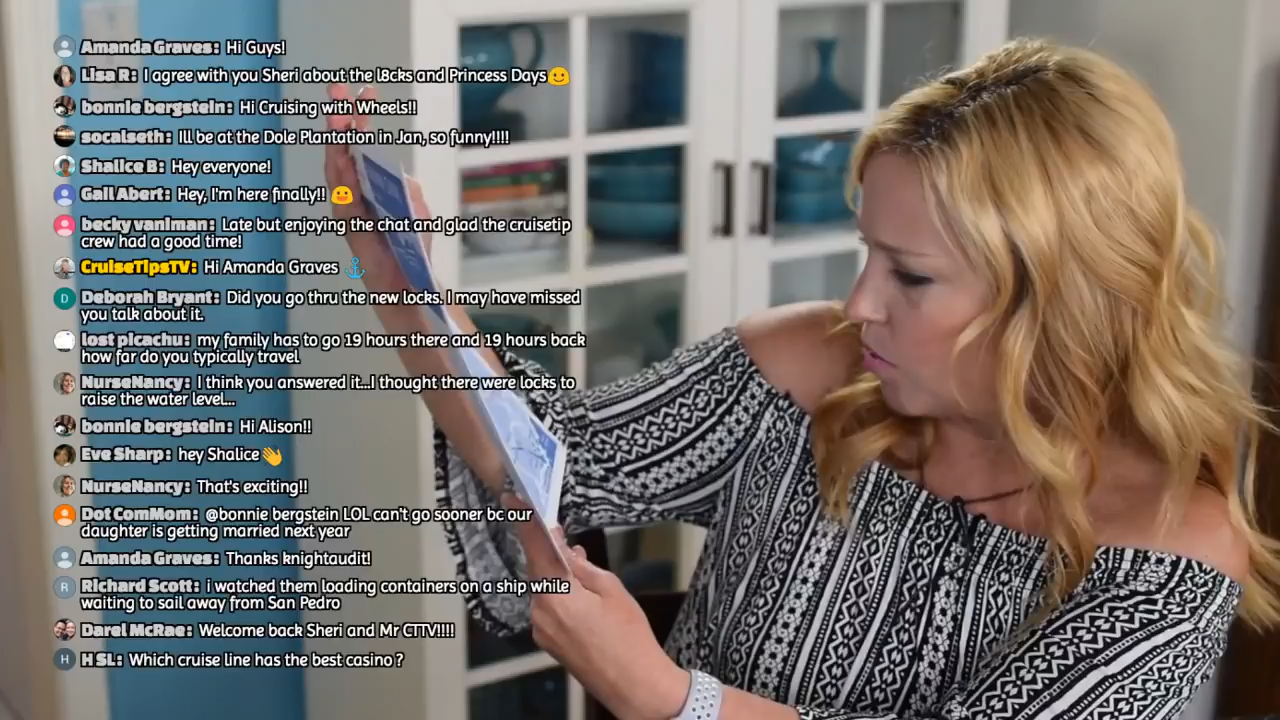 Amanda Graves: Hi Guys!
Lisa R: I agree with you Sheri about the l8cks and Princess Days
bonnie bergstein: Hi Cruising with Wheels!!
socalseth: Ill be at the Dole Plantation in Jan, so funny!!!!
Shalice B: Hey everyone!
Gail Abert: Hey, I'm here finally!!
becky vaniman: Late but enjoying the chat and glad the cruisetip
crew had a good time!
CruiseTipsTV: Hi Amanda Graves
D Deborah Bryant: Did you go thru the new locks. I may have missed
you talk about it.
lost picachu: my family has to go 19 hours there and 19 hours back
how far do you typically travel
NurseNancy: I think you answered it...I thought there were locks to
raise the water level...
bonnie bergstein: Hi Alison!!
Eve Sharp: hey Shalice
NurseNancy: That's exciting!!
Dot ComMom: @bonnie bergstein LOL can't go sooner bc our
daughter is getting married next year
Amanda Graves: Thanks knightaudit!
R Richard Scott: i watched them loading containers on a ship while
waiting to sail away from San Pedro
Darel McRae: Welcome back Sheri and Mr CTTV!!!!
H H SL: Which cruise line has the best casino ?